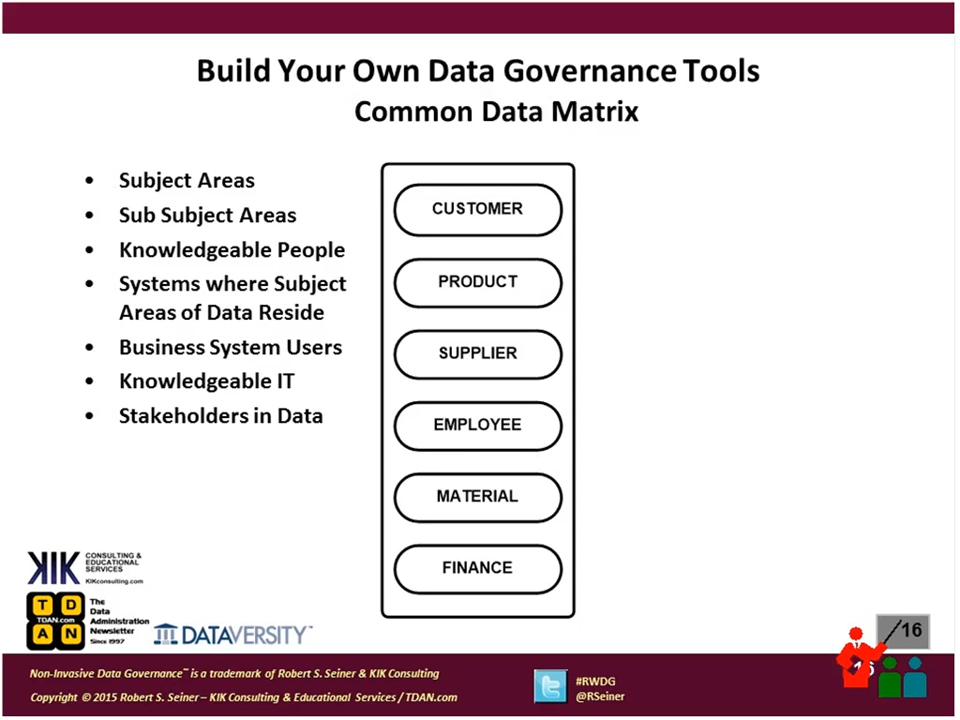 Build Your Own Data Governance Tools
Common Data Matrix
• Subject Areas
• Sub Subject Areas
• Knowledgeable People
• Systems where Subject
Areas of Data Reside
• Business System Users
• Knowledgeable IT
• Stakeholders in Data
CUSTOMER
PRODUCT
SUPPLIER
EMPLOYEE
MATERIAL
FINANCE
KIK CONSULTING &
EDUCATIONAL
SERVICES
KIKconsulting.com
T D
TDAN.com
A N
The
Data
Administration
Newsletter
Since 1997
DATAVERSITY™
/16
16
Non-Invasive Data Governance™ is a trademark of Robert S. Seiner & KIK Consulting
Copyright © 2015 Robert S. Seiner – KIK Consulting & Educational Services / TDAN.com
#RWDG
@RSeiner